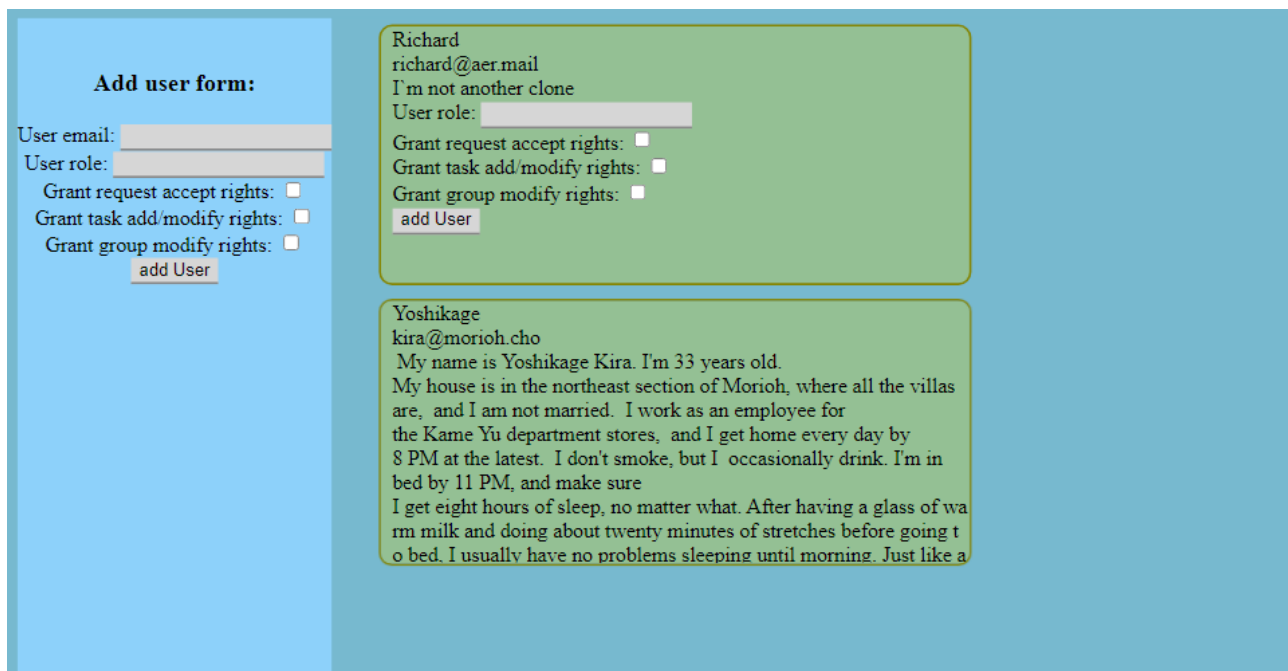 Add user form:
User email:
User role:
Grant request accept rights:
Grant task add/modify rights:
Grant group modify rights:
add User
Richard
richard@aer.mail
I`m not another clone
User role:
Grant request accept rights:
Grant task add/modify rights:
Grant group modify rights:
add User
Yoshikage
kira@morioh.cho
My name is Yoshikage Kira. I'm 33 years old.
My house is in the northeast section of Morioh, where all the villas
are,  and I am not married.  I work as an employee for
the Kame Yu department stores,  and I get home every day by
8 PM at the latest.  I don't smoke, but I  occasionally drink. I'm in
bed by 11 PM, and make sure
I get eight hours of sleep, no matter what. After having a glass of wa
rm milk and doing about twenty minutes of stretches before going t
o bed, I usually have no problems sleeping until morning. Just like a